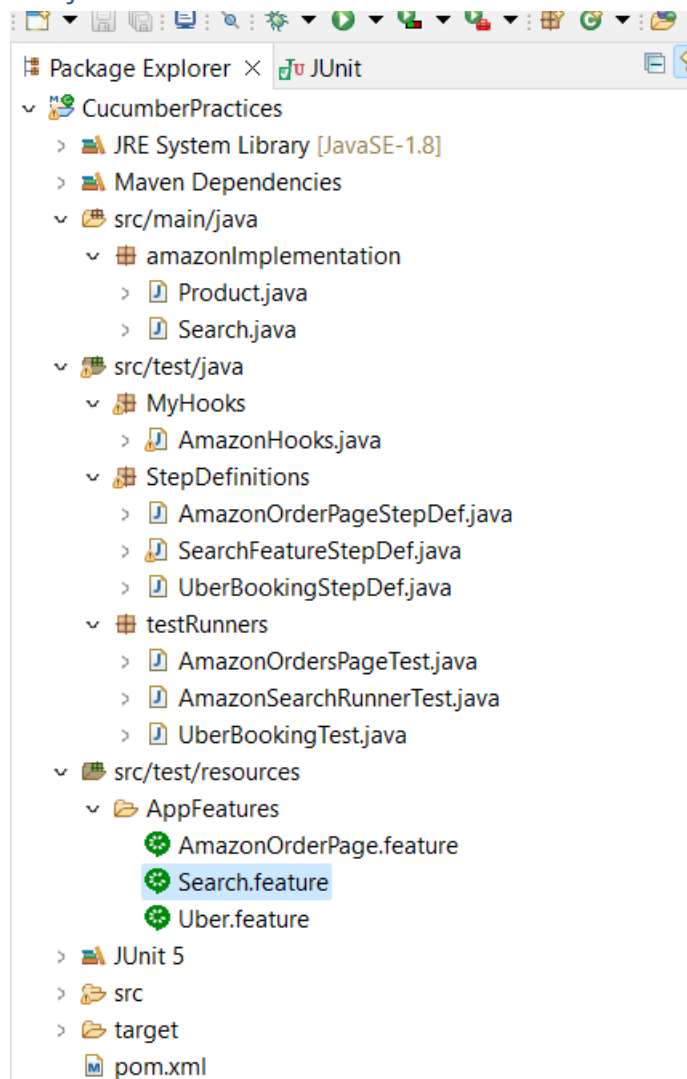 Package Explorer × JUnit
CucumberPractices
JRE System Library [JavaSE-1.8]
Maven Dependencies
src/main/java
amazonImplementation
Product.java
Search.java
src/test/java
MyHooks
AmazonHooks.java
StepDefinitions
AmazonOrderPageStepDef.java
SearchFeatureStepDef.java
UberBookingStepDef.java
testRunners
AmazonOrdersPageTest.java
AmazonSearchRunnerTest.java
UberBookingTest.java
src/test/resources
AppFeatures
AmazonOrderPage.feature
Search.feature
Uber.feature
JUnit 5
src
target
pom.xml